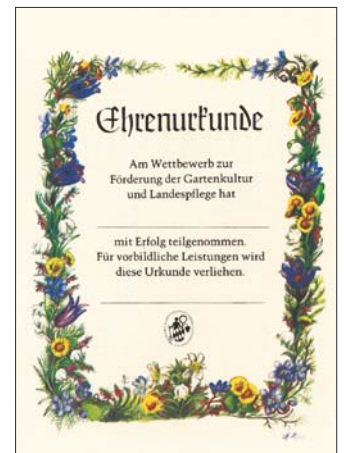 Ehrenurkunde
Am Wettbewerb zur
Förderung der Gartenkultur
und Landespflege hat
mit Erfolg teilgenommen.
Für vorbildliche Leistungen wird
diese Urkunde verliehen.